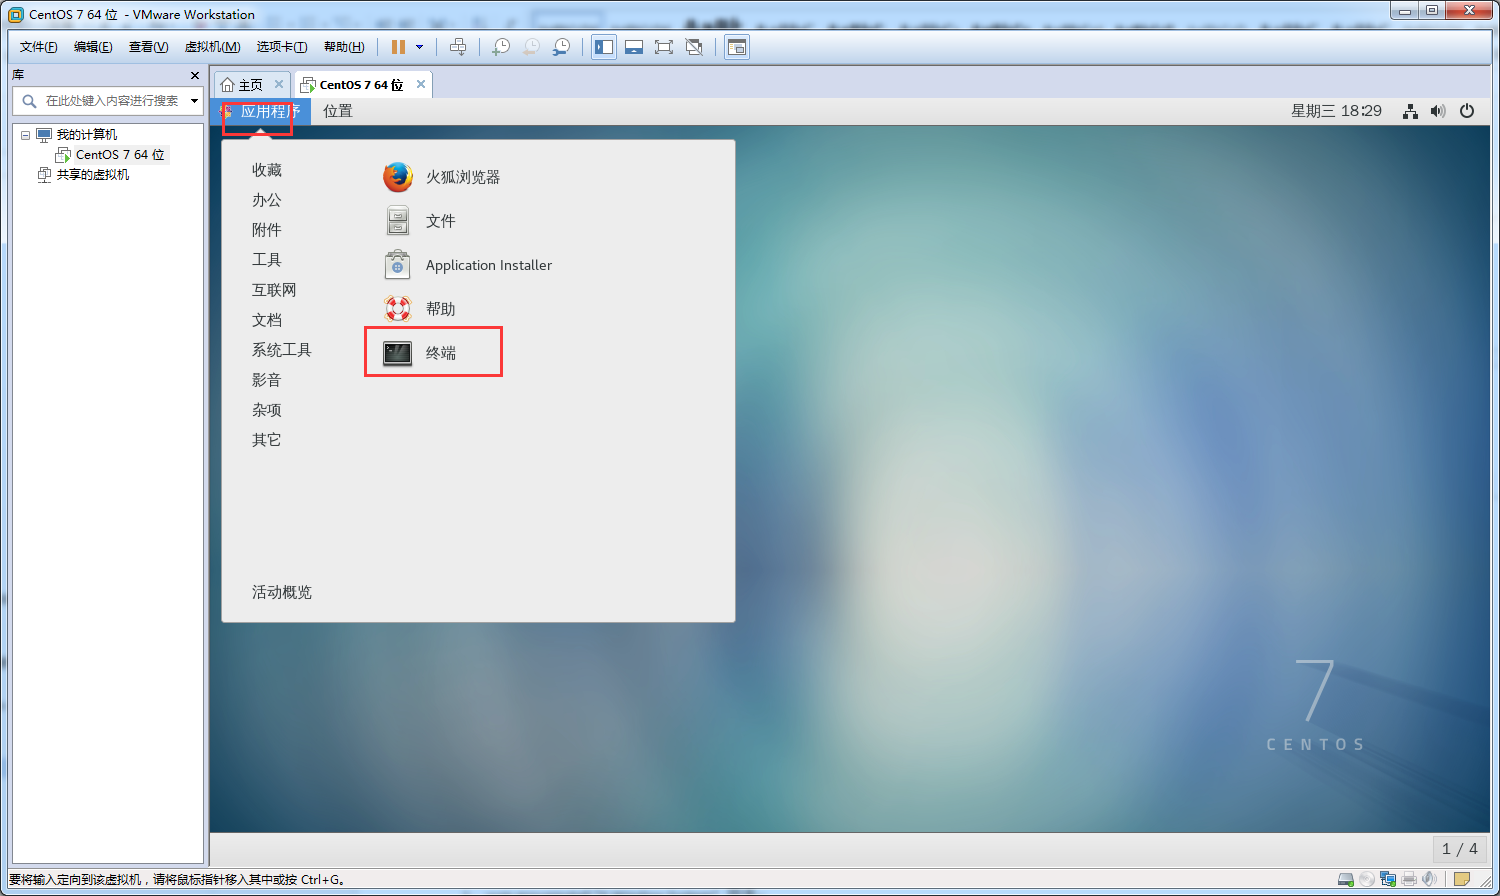 CentOS 7 64 位 - VMware Workstation
文件(F) 编辑(E) 查看(V) 虚拟机(M) 选项卡(T) 帮助(H)
库
在此处键入内容进行搜索
我的计算机
CentOS 7 64 位
共享的虚拟机
主页
CentOS 7 64 位
应用程序 位置
星期三 18:29
收藏
办公
附件
工具
互联网
文档
系统工具
影音
杂项
其它
活动概览
火狐浏览器
文件
Application Installer
帮助
终端
7
CENTOS
1 / 4
要将输入定向到该虚拟机，请将鼠标指针移入其中或按 Ctrl+G。